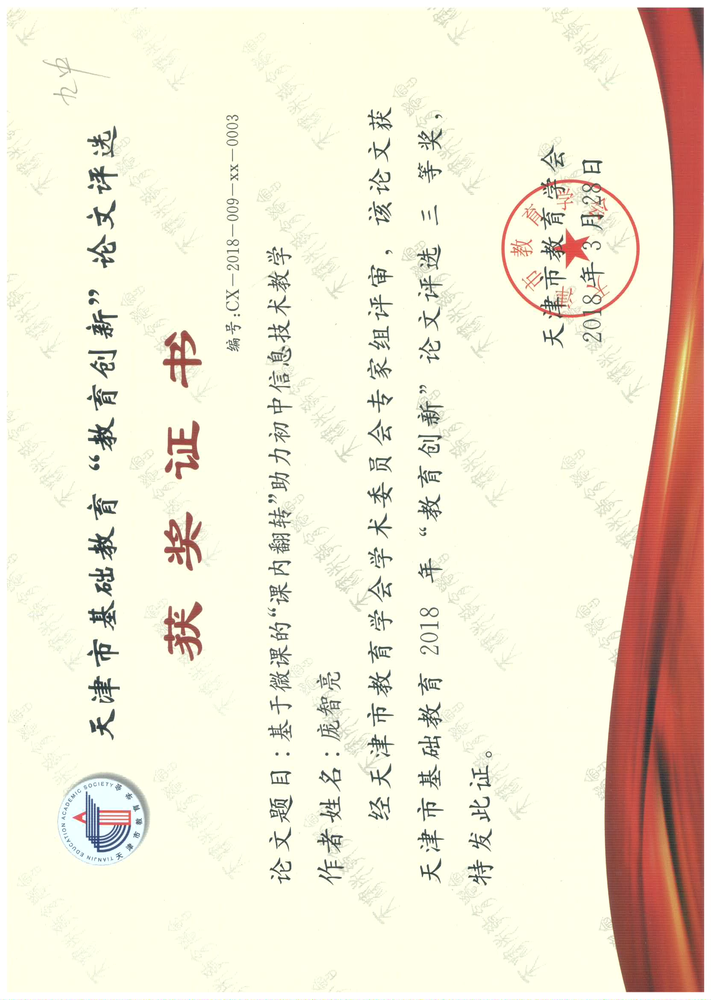 九中
TIANJIN EDUCATION ACADEMIC SOCIETY
天津市教育学会
天津市基础教育“教育创新”论文评选
获奖证书
编号:CX-2018-009-xx-0003
论文题目：基于微课的“课内翻转”助力初中信息技术教学
作者姓名：庞智亮
经天津市教育学会学术委员会专家组评审，该论文获
天津市基础教育 2018 年“教育创新”论文评选 三 等奖，
特发此证。
天津市教育学会
2018年 3 月28日
天津市教育学会